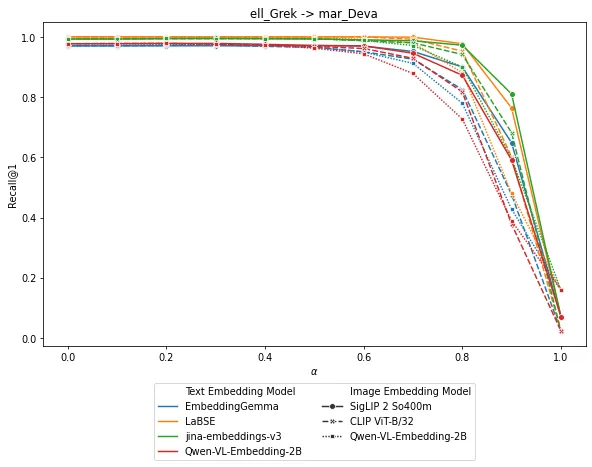 ell_Grek -> mar_Deva
Recall@1
1.0
0.8
0.6
0.4
0.2
0.0
0.0 0.2 0.4 0.6 0.8 1.0
α
Text Embedding Model
EmbeddingGemma
LaBSE
jina-embeddings-v3
Qwen-VL-Embedding-2B
Image Embedding Model
SigLIP 2 So400m
CLIP ViT-B/32
Qwen-VL-Embedding-2B